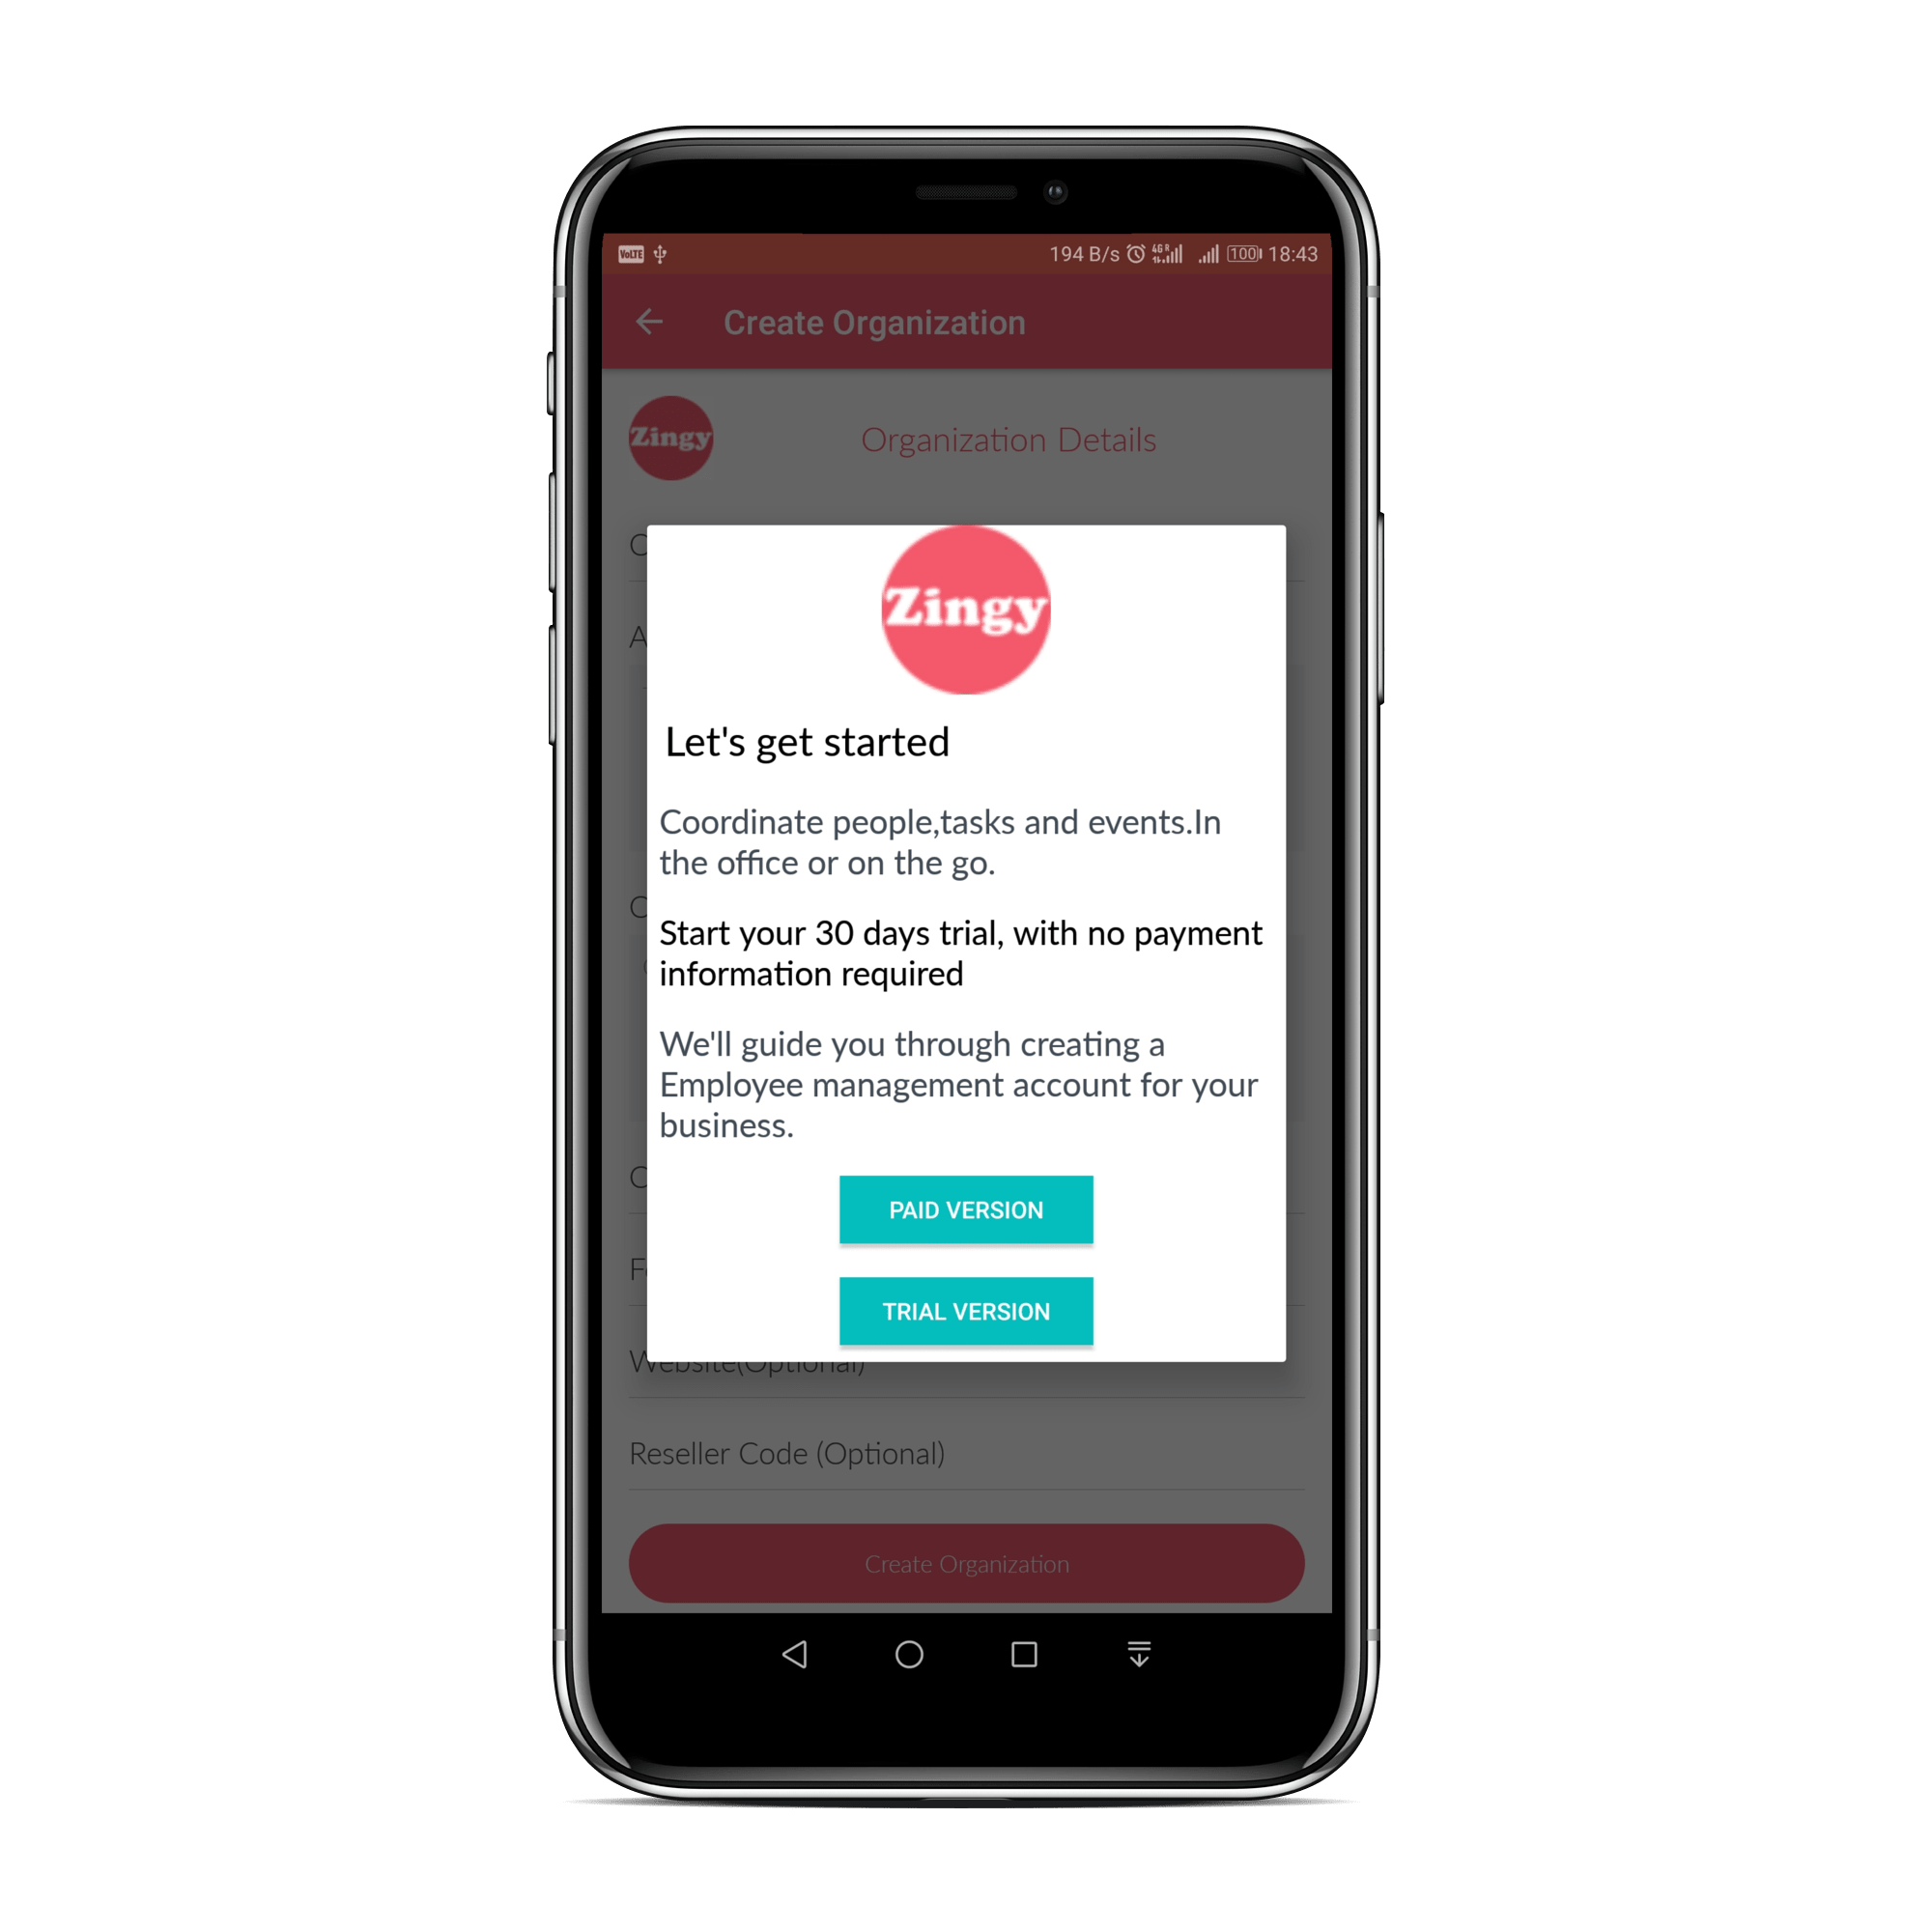 VoLTE 194 B/s 4G R 100 18:43
Create Organization
Zingy
Organization Details
Zingy
Let's get started
Coordinate people,tasks and events.In
the office or on the go.
Start your 30 days trial, with no payment
information required
We'll guide you through creating a
Employee management account for your
business.
PAID VERSION
TRIAL VERSION
Website(Optional)
Reseller Code (Optional)
Create Organization